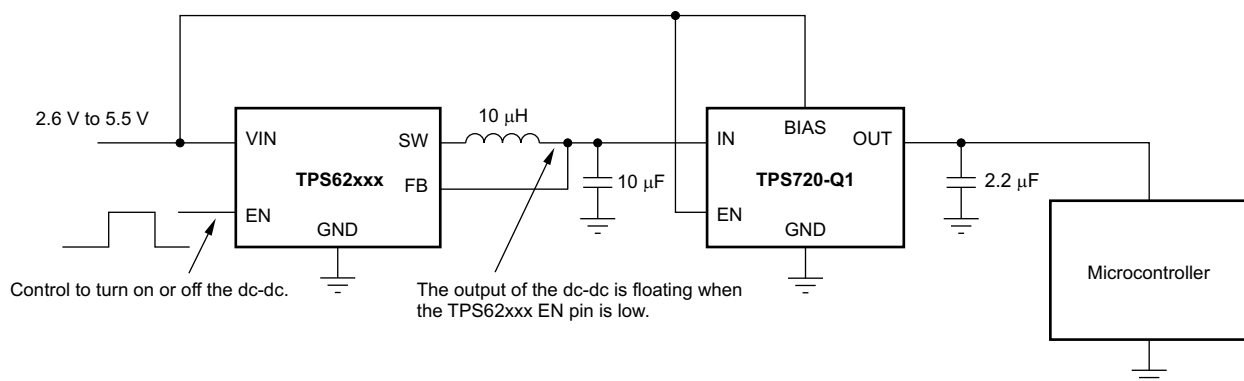 2.6 V to 5.5 V
VIN
SW
FB
EN
GND
TPS62xxx
10 μH
10 μF
IN
BIAS
OUT
TPS720-Q1
EN
GND
2.2 μF
Microcontroller
Control to turn on or off the dc-dc.
The output of the dc-dc is floating when
the TPS62xxx EN pin is low.